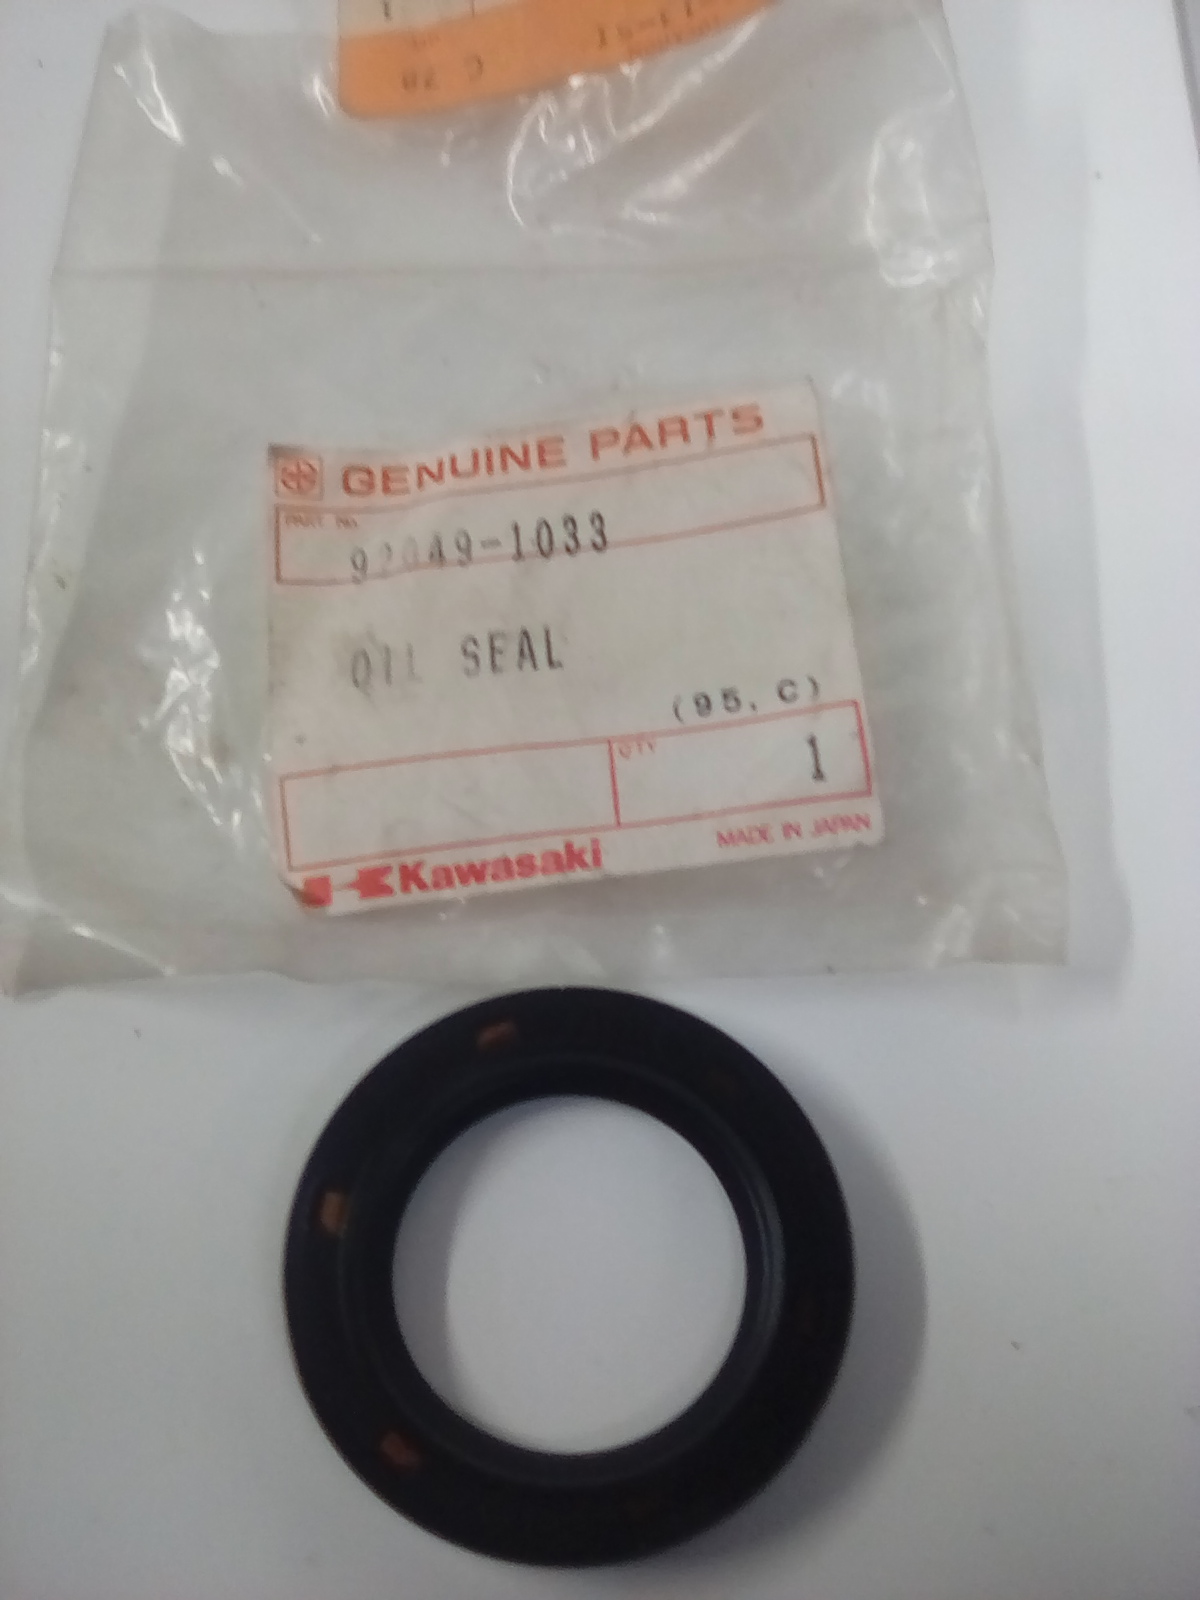 GENUINE PARTS
PART No.
92049-1033
OIL SEAL
(95. C)
QTY
1
Kawasaki
MADE IN JAPAN